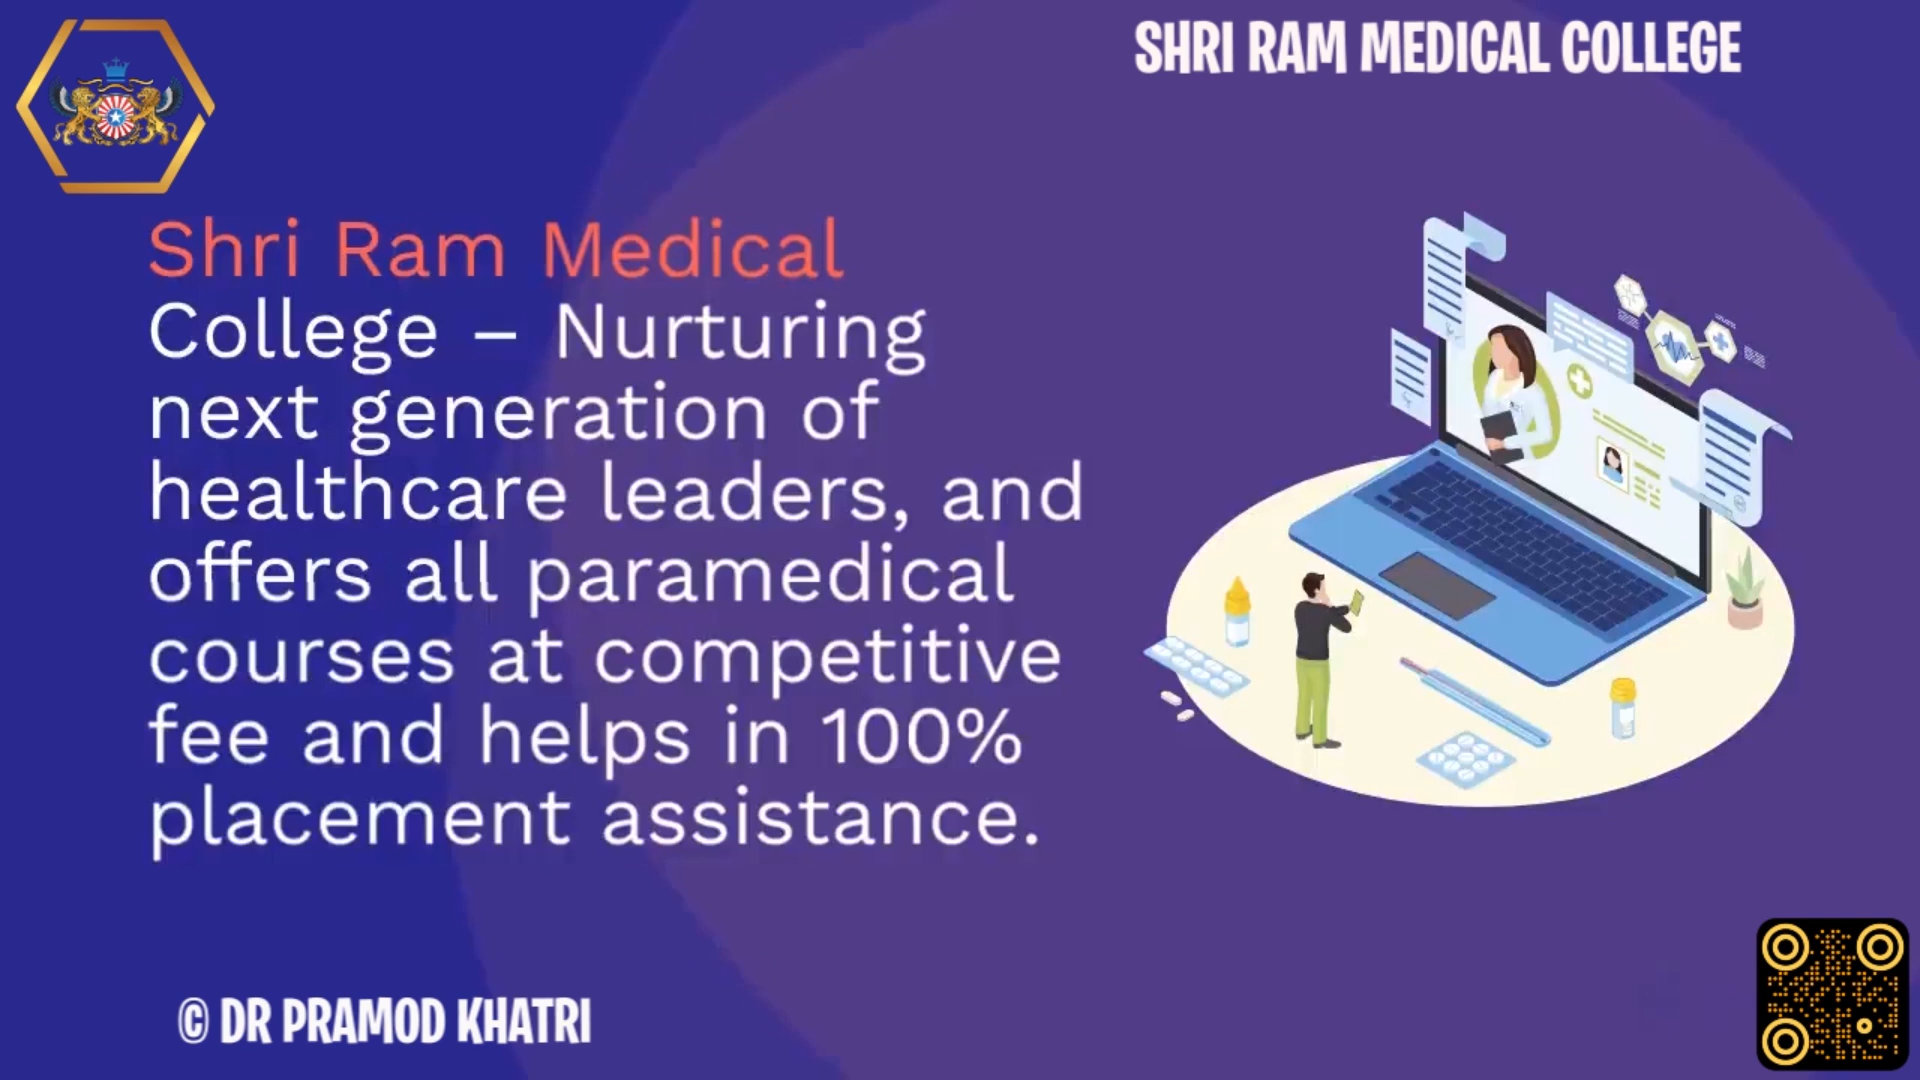 SHRI RAM MEDICAL COLLEGE
Shri Ram Medical
College – Nurturing
next generation of
healthcare leaders, and
offers all paramedical
courses at competitive
fee and helps in 100%
placement assistance.
© DR PRAMOD KHATRI